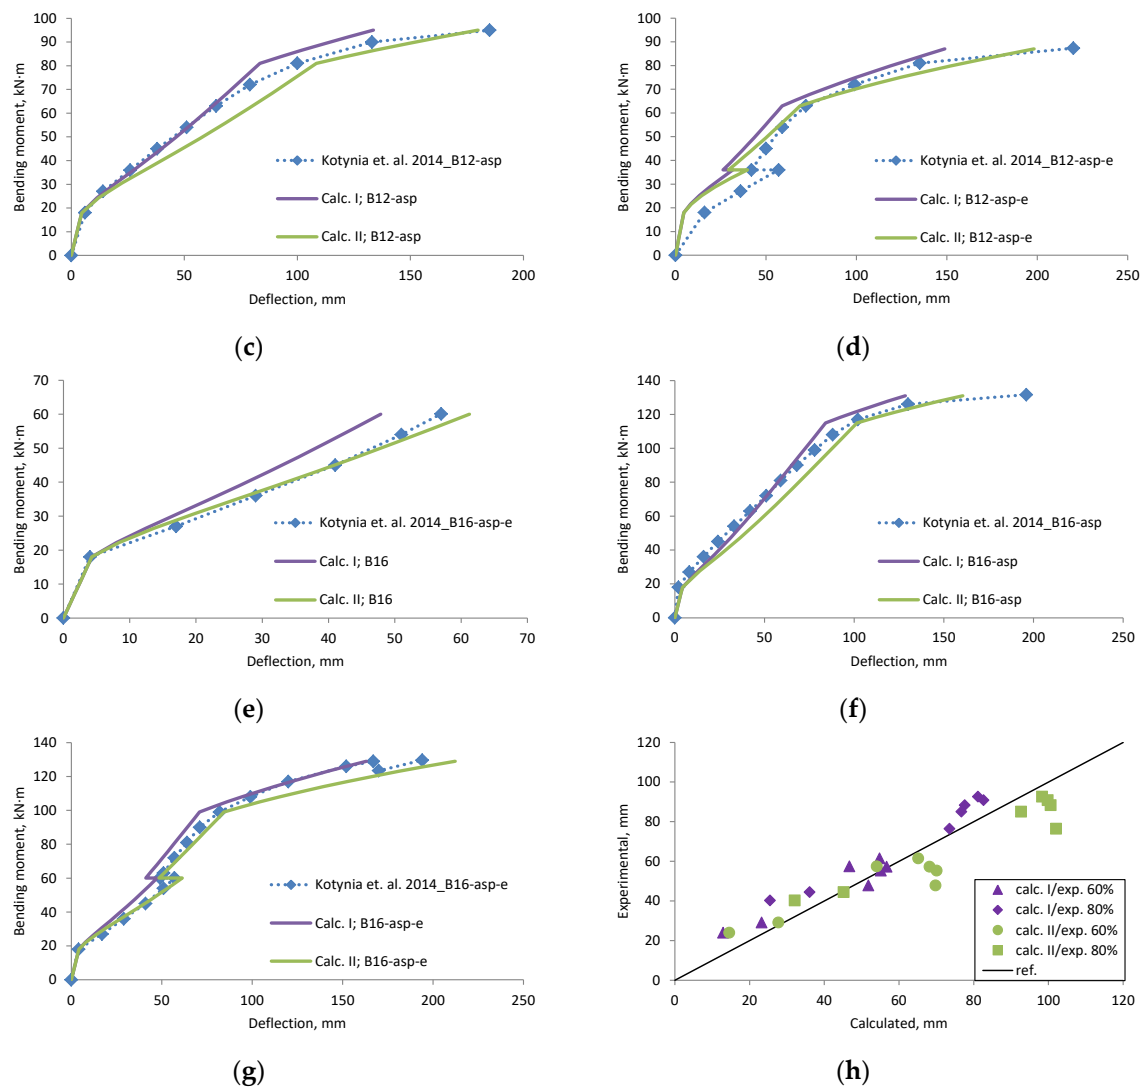 100
90
80
70
60
50
40
30
20
10
0
Bending moment, kN·m
Kotynia et. al. 2014_B12-asp
Calc. I; B12-asp
Calc. II; B12-asp
0 50 100 150 200
Deflection, mm
(c)
100
90
80
70
60
50
40
30
20
10
0
Bending moment, kN·m
Kotynia et. al. 2014_B12-asp-e
Calc. I; B12-asp-e
Calc. II; B12-asp-e
0 50 100 150 200 250
Deflection, mm
(d)
70
60
50
40
30
20
10
0
Bending moment, kN·m
Kotynia et. al. 2014_B16-asp-e
Calc. I; B16
Calc. II; B16
0 10 20 30 40 50 60 70
Deflection, mm
(e)
140
120
100
80
60
40
20
0
Bending moment, kN·m
Kotynia et. al. 2014_B16-asp
Calc. I; B16-asp
Calc. II; B16-asp
0 50 100 150 200 250
Deflection, mm
(f)
140
120
100
80
60
40
20
0
Bending moment, kN·m
Kotynia et. al. 2014_B16-asp-e
Calc. I; B16-asp-e
Calc. II; B16-asp-e
0 50 100 150 200 250
Deflection, mm
(g)
120
100
80
60
40
20
0
Experimental, mm
calc. I/exp. 60%
calc. I/exp. 80%
calc. II/exp. 60%
calc. II/exp. 80%
ref.
0 20 40 60 80 100 120
Calculated, mm
(h)